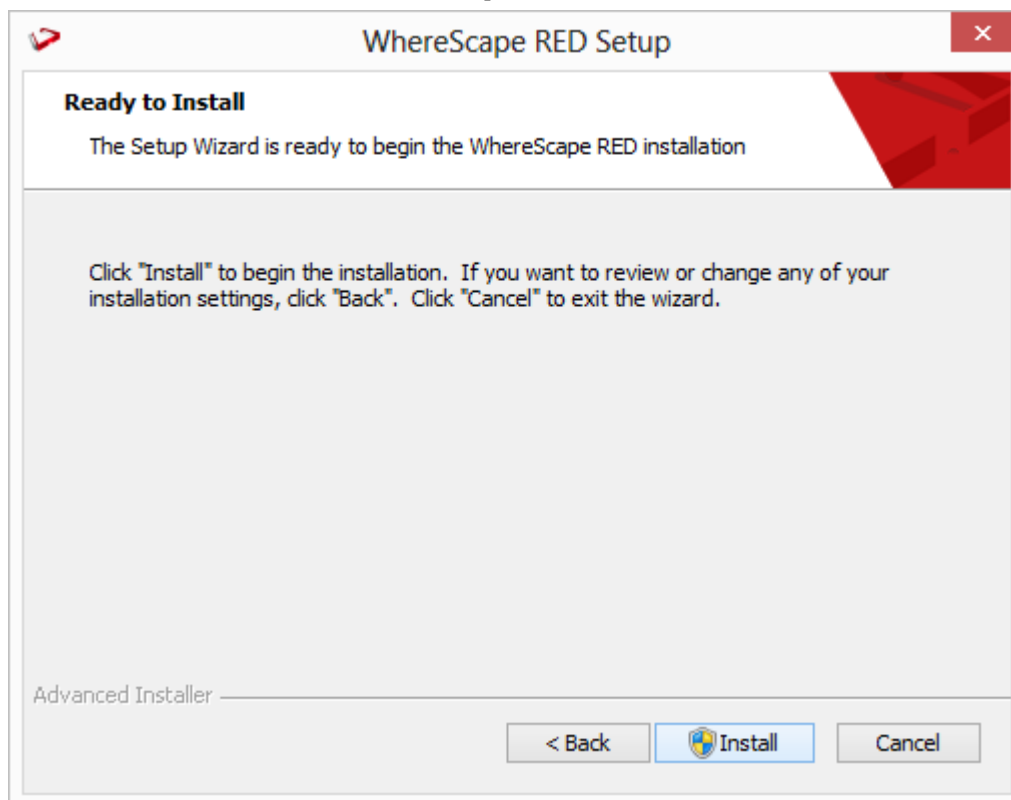 WhereScape RED Setup
Ready to Install
The Setup Wizard is ready to begin the WhereScape RED installation
Click "Install" to begin the installation.  If you want to review or change any of your
installation settings, click "Back".  Click "Cancel" to exit the wizard.
Advanced Installer
< Back
Install
Cancel